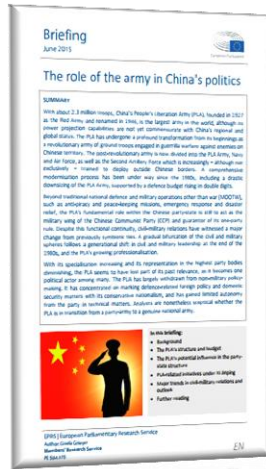 Briefing
June 2015
European Parliament
The role of the army in China's politics
SUMMARY
With about 2.3 million troops, China's People's Liberation Army (PLA), founded in 1927
as the Red Army and renamed in 1946, is the largest army in the world, although its
power projection capabilities are not yet commensurate with China's regional and
global status. The PLA has undergone a profound transformation from its beginnings as
a revolutionary army of ground troops engaged in guerrilla warfare against enemies on
Chinese territory. The post-revolutionary army is now divided into the PLA Army, Navy
and Air Force, as well as the Second Artillery Force which is increasingly – although not
exclusively – trained to deploy outside Chinese borders. A comprehensive
modernisation process has been under way since the 1980s, including a drastic
downsizing of the PLA Army, supported by a defence budget rising in double digits.
Beyond traditional national defence and military operations other than war (MOOTW),
such as anti-piracy and peace-keeping missions, emergency response and disaster
relief, the PLA's fundamental role within the Chinese party-state is still to act as the
military wing of the Chinese Communist Party (CCP) and guarantor of its one-party
rule. Despite this functional continuity, civil-military relations have witnessed a major
change from previously symbiotic ties. A gradual bifurcation of the civil and military
spheres follows a generational shift in civil and military leadership at the end of the
1980s, and the PLA's growing professionalisation.
With its specialisation increasing and its representation in the highest party bodies
diminishing, the PLA seems to have lost part of its past relevance, as it becomes one
political actor among many. The PLA has largely withdrawn from non-military policy-
making. It has concentrated on marking defence-related foreign policy and domestic
security matters with its conservative nationalism, and has gained limited autonomy
from the party in technical matters. Analysts are nonetheless sceptical whether the
PLA is in transition from a party-army to a genuine national army.
In this briefing:
• Background
• The PLA's structure and budget
• The PLA's potential influence in the party-
state structure
• PLA-related initiatives under Xi Jinping
• Major trends in civil-military relations and
outlook
• Further reading
EPRS | European Parliamentary Research Service
Author: Gisela Grieger
Members' Research Service
EN